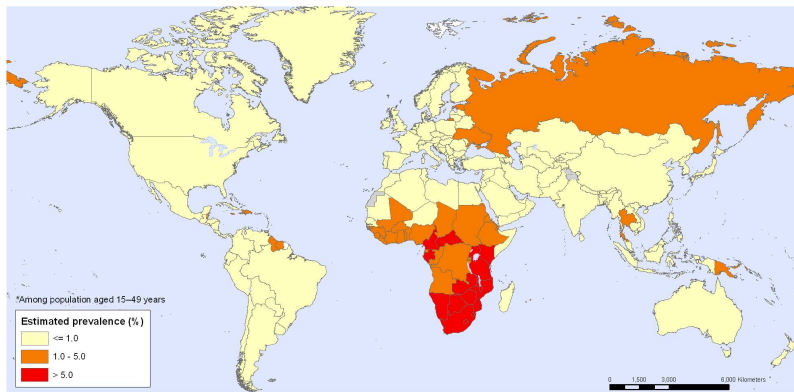 *Among population aged 15–49 years
Estimated prevalence (%)
<= 1.0
1.0 - 5.0
> 5.0
0 1,500 3,000 6,000 Kilometers